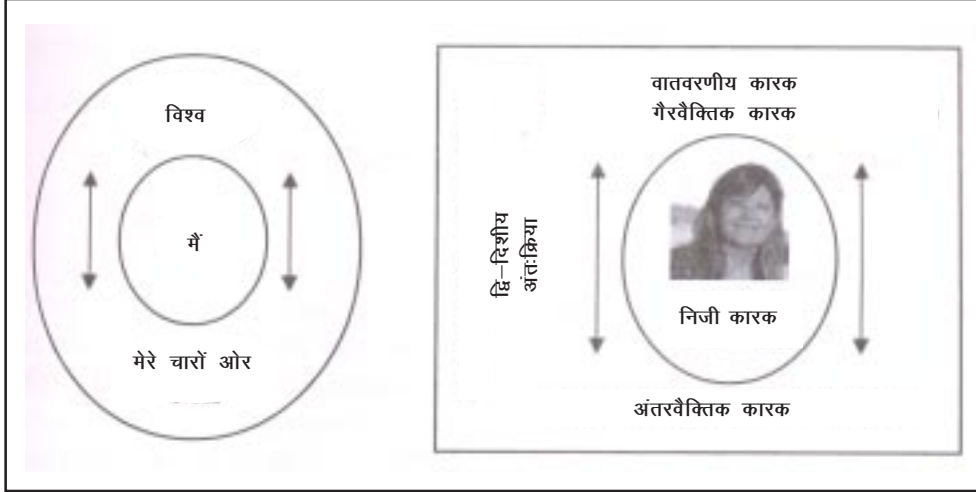 विश्व
मैं
मेरे चारों ओर
वातवरणीय कारक
गैरवैक्तिक कारक
द्वि–दिशीय
अंतःक्रिया
निजी कारक
अंतरवैक्तिक कारक